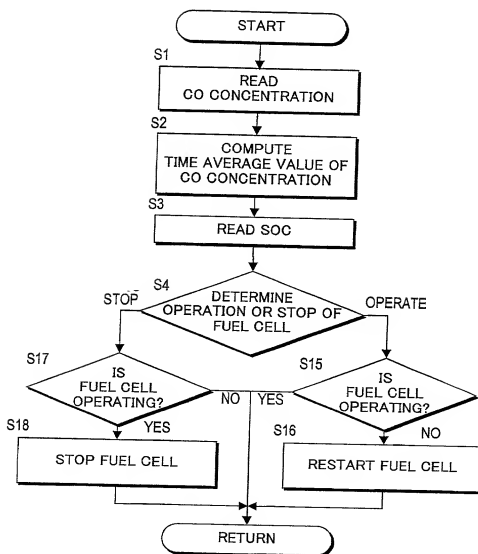 START
S1
READ
CO CONCENTRATION
S2
COMPUTE
TIME AVERAGE VALUE OF
CO CONCENTRATION
S3
READ SOC
S4
STOP
DETERMINE
OPERATION OR STOP OF
FUEL CELL
OPERATE
S17
IS
FUEL CELL
OPERATING?
NO
YES
S15
IS
FUEL CELL
OPERATING?
S18
YES
STOP FUEL CELL
S16
NO
RESTART FUEL CELL
RETURN